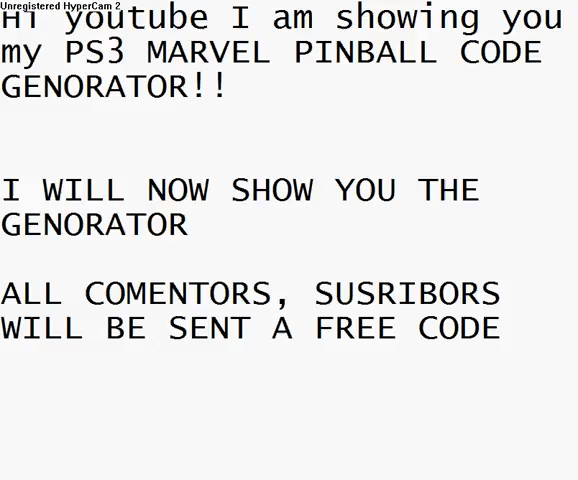 Unregistered HyperCam 2
Hi youtube I am showing you
my PS3 MARVEL PINBALL CODE
GENORATOR!!
I WILL NOW SHOW YOU THE
GENORATOR
ALL COMENTORS, SUSRIBORS
WILL BE SENT A FREE CODE